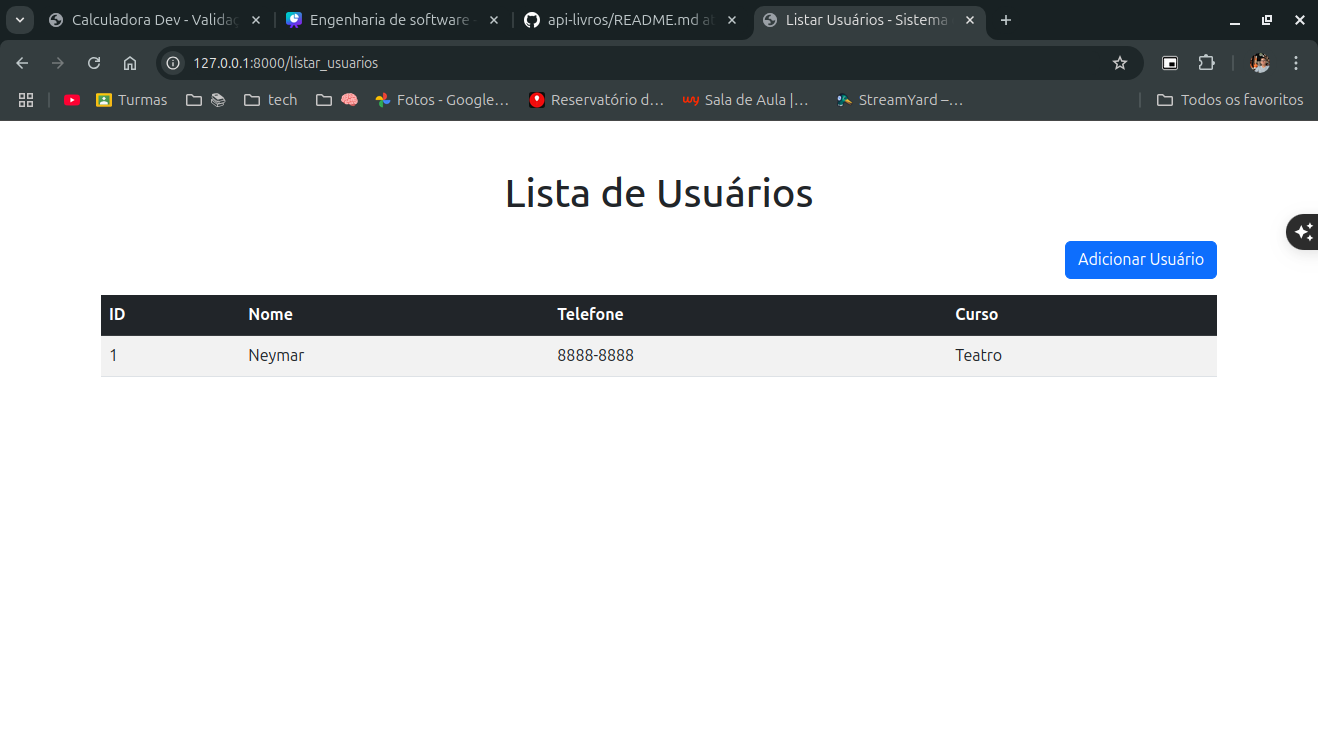 Calculadora Dev - Validaç
Engenharia de software -
api-livros/README.md at
Listar Usuários - Sistema
127.0.0.1:8000/listar_usuarios
Turmas
tech
Fotos - Google…
Reservatório d…
Sala de Aula |…
StreamYard –…
Todos os favoritos
Lista de Usuários
Adicionar Usuário
ID Nome Telefone Curso
1 Neymar 8888-8888 Teatro